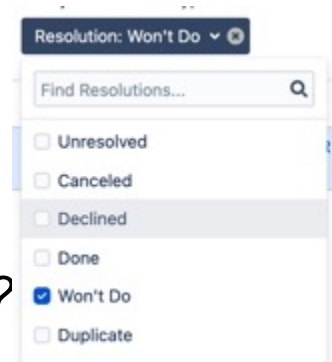 Resolution: Won't Do
Find Resolutions...
Unresolved
Canceled
Declined
Done
Won't Do
Duplicate